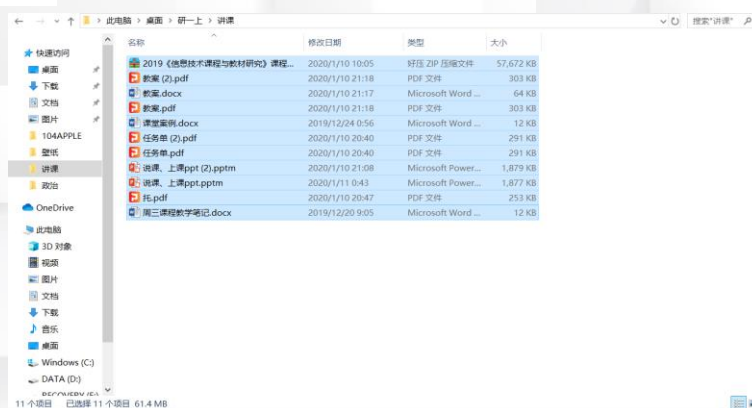 此电脑 > 桌面 > 研一上 > 讲课
搜索"讲课"
名称 修改日期 类型 大小
2019《信息技术课程与教材研究》课程... 2020/1/10 10:05 好压 ZIP 压缩文件 57,672 KB
教案 (2).pdf 2020/1/10 21:18 PDF 文件 303 KB
教案.docx 2020/1/10 21:17 Microsoft Word ... 64 KB
教案.pdf 2020/1/10 21:18 PDF 文件 303 KB
课堂案例.docx 2019/12/24 0:56 Microsoft Word ... 12 KB
任务单 (2).pdf 2020/1/10 20:40 PDF 文件 291 KB
任务单.pdf 2020/1/10 20:40 PDF 文件 291 KB
说课、上课ppt (2).pptm 2020/1/10 21:08 Microsoft Power... 1,879 KB
说课、上课ppt.pptm 2020/1/11 0:43 Microsoft Power... 1,877 KB
托.pdf 2020/1/10 20:47 PDF 文件 253 KB
周三课程教学笔记.docx 2019/12/20 9:05 Microsoft Word ... 12 KB
快速访问
桌面
下载
文档
图片
104APPLE
壁纸
讲课
政治
OneDrive
此电脑
3D 对象
视频
图片
文档
下载
音乐
桌面
Windows (C:)
DATA (D:)
RECOVERY (E:)
11 个项目 已选择 11 个项目 61.4 MB